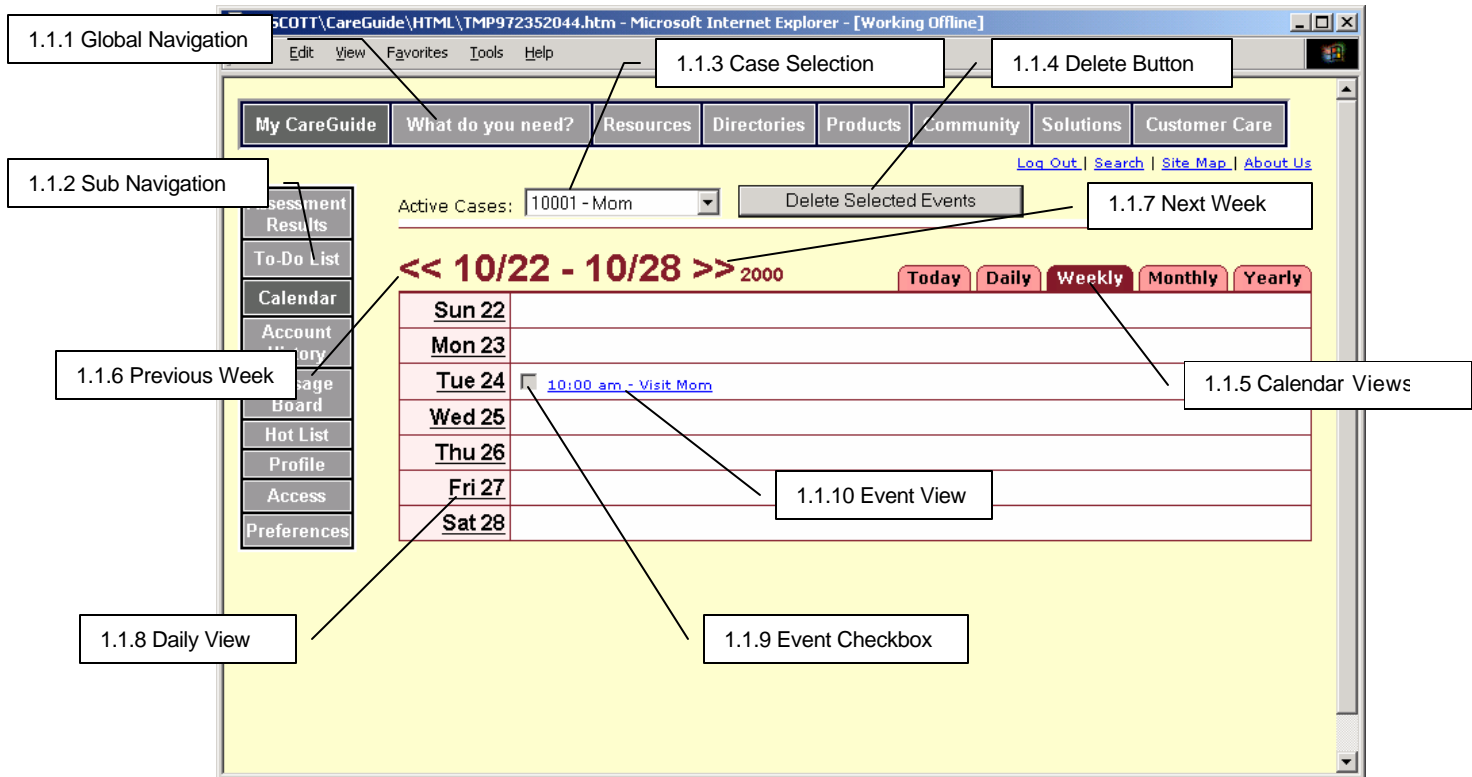 SCOTT\CareGuide\HTML\TMP972352044.htm - Microsoft Internet Explorer - [Working Offline]
1.1.1 Global Navigation
Edit View Favorites Tools Help
1.1.3 Case Selection
1.1.4 Delete Button
My CareGuide What do you need? Resources Directories Products Community Solutions Customer Care
Log Out | Search | Site Map | About Us
1.1.2 Sub Navigation
Active Cases: 10001 - Mom Delete Selected Events
1.1.7 Next Week
Assessment
Results
To-Do List
Calendar
Account
History
Message
Board
Hot List
Profile
Access
Preferences
<< 10/22 - 10/28 >> 2000
Today Daily Weekly Monthly Yearly
Sun 22
Mon 23
Tue 24 10:00 am - Visit Mom
Wed 25
Thu 26
Fri 27
Sat 28
1.1.6 Previous Week
1.1.5 Calendar Views
1.1.10 Event View
1.1.8 Daily View
1.1.9 Event Checkbox